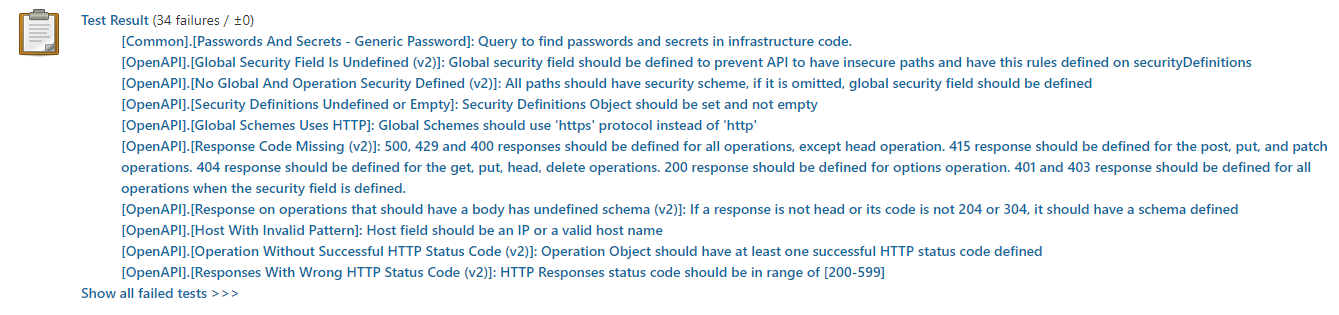 Test Result (34 failures / ±0)
[Common].[Passwords And Secrets - Generic Password]: Query to find passwords and secrets in infrastructure code.
[OpenAPI].[Global Security Field Is Undefined (v2)]: Global security field should be defined to prevent API to have insecure paths and have this rules defined on securityDefinitions
[OpenAPI].[No Global And Operation Security Defined (v2)]: All paths should have security scheme, if it is omitted, global security field should be defined
[OpenAPI].[Security Definitions Undefined or Empty]: Security Definitions Object should be set and not empty
[OpenAPI].[Global Schemes Uses HTTP]: Global Schemes should use 'https' protocol instead of 'http'
[OpenAPI].[Response Code Missing (v2)]: 500, 429 and 400 responses should be defined for all operations, except head operation. 415 response should be defined for the post, put, and patch
operations. 404 response should be defined for the get, put, head, delete operations. 200 response should be defined for options operation. 401 and 403 response should be defined for all
operations when the security field is defined.
[OpenAPI].[Response on operations that should have a body has undefined schema (v2)]: If a response is not head or its code is not 204 or 304, it should have a schema defined
[OpenAPI].[Host With Invalid Pattern]: Host field should be an IP or a valid host name
[OpenAPI].[Operation Without Successful HTTP Status Code (v2)]: Operation Object should have at least one successful HTTP status code defined
[OpenAPI].[Responses With Wrong HTTP Status Code (v2)]: HTTP Responses status code should be in range of [200-599]
Show all failed tests >>>